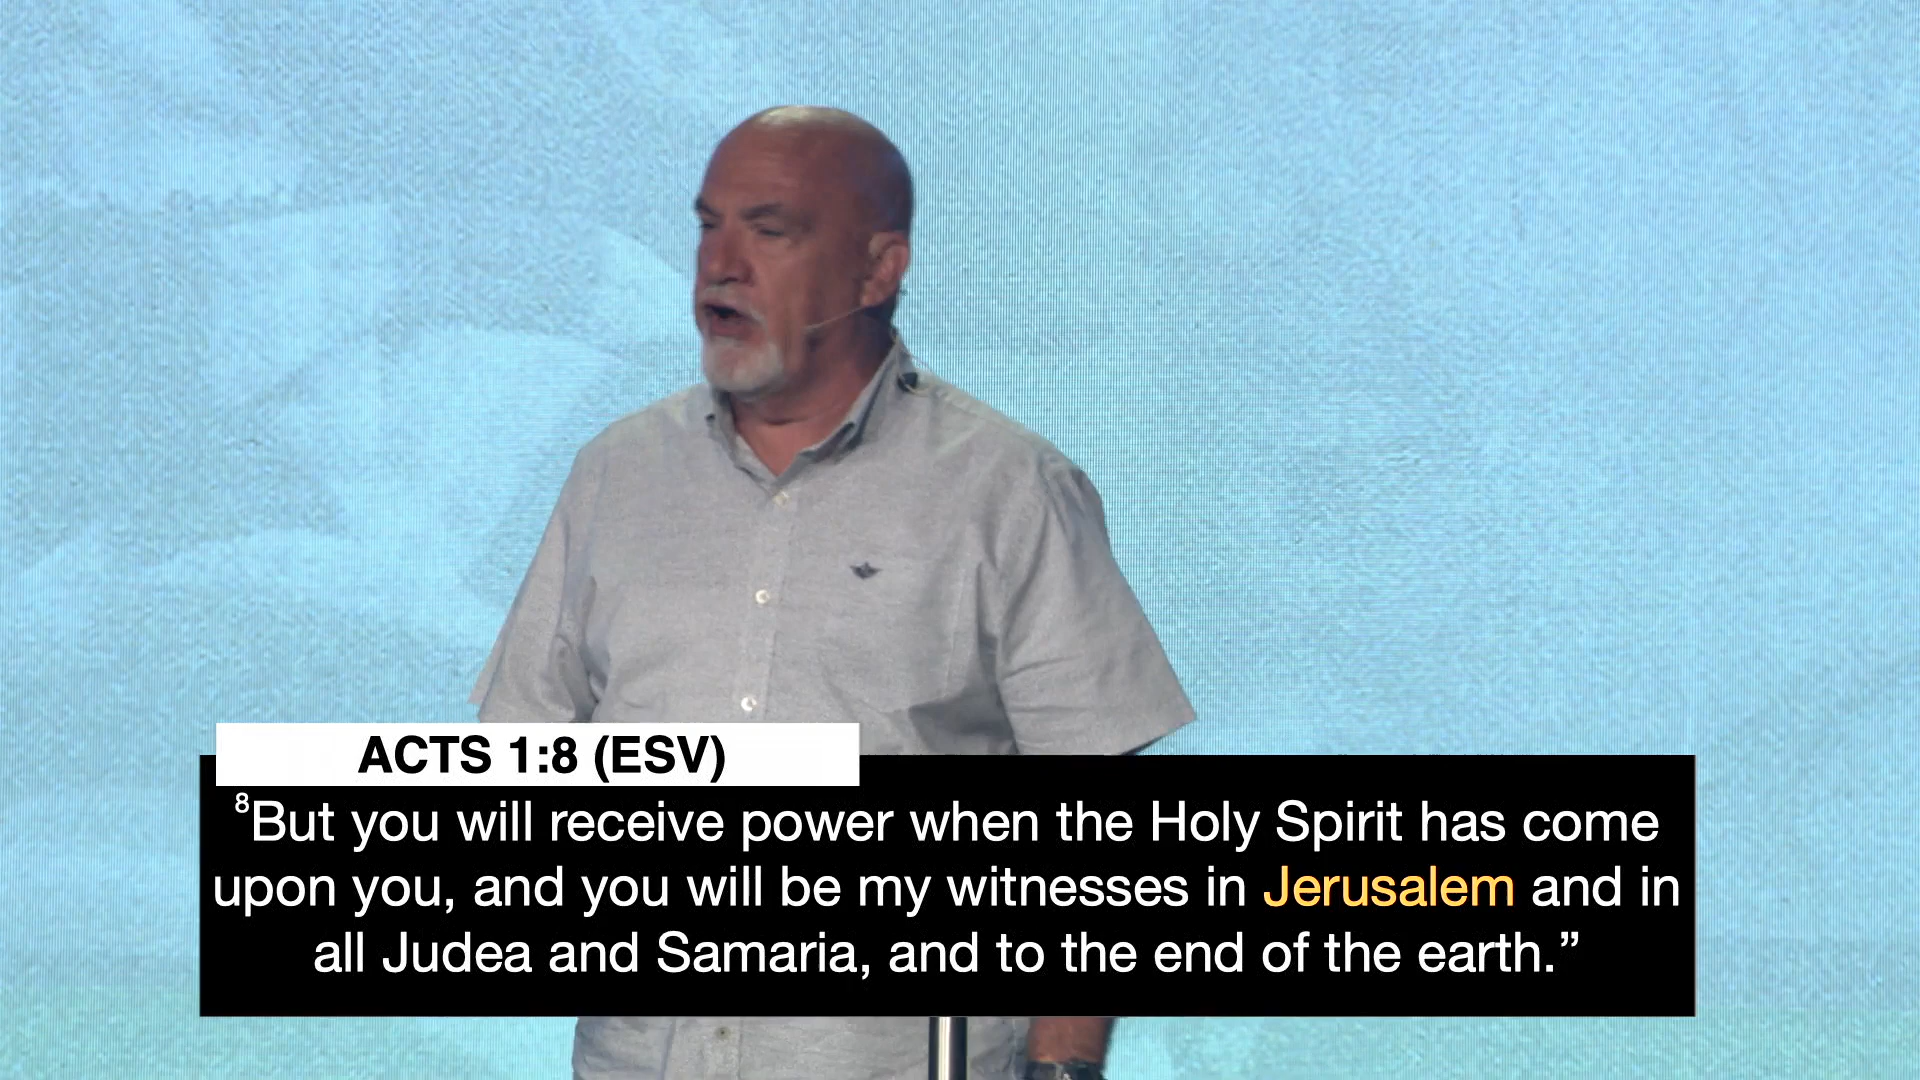 ACTS 1:8 (ESV)
⁸But you will receive power when the Holy Spirit has come
upon you, and you will be my witnesses in Jerusalem and in
all Judea and Samaria, and to the end of the earth.”